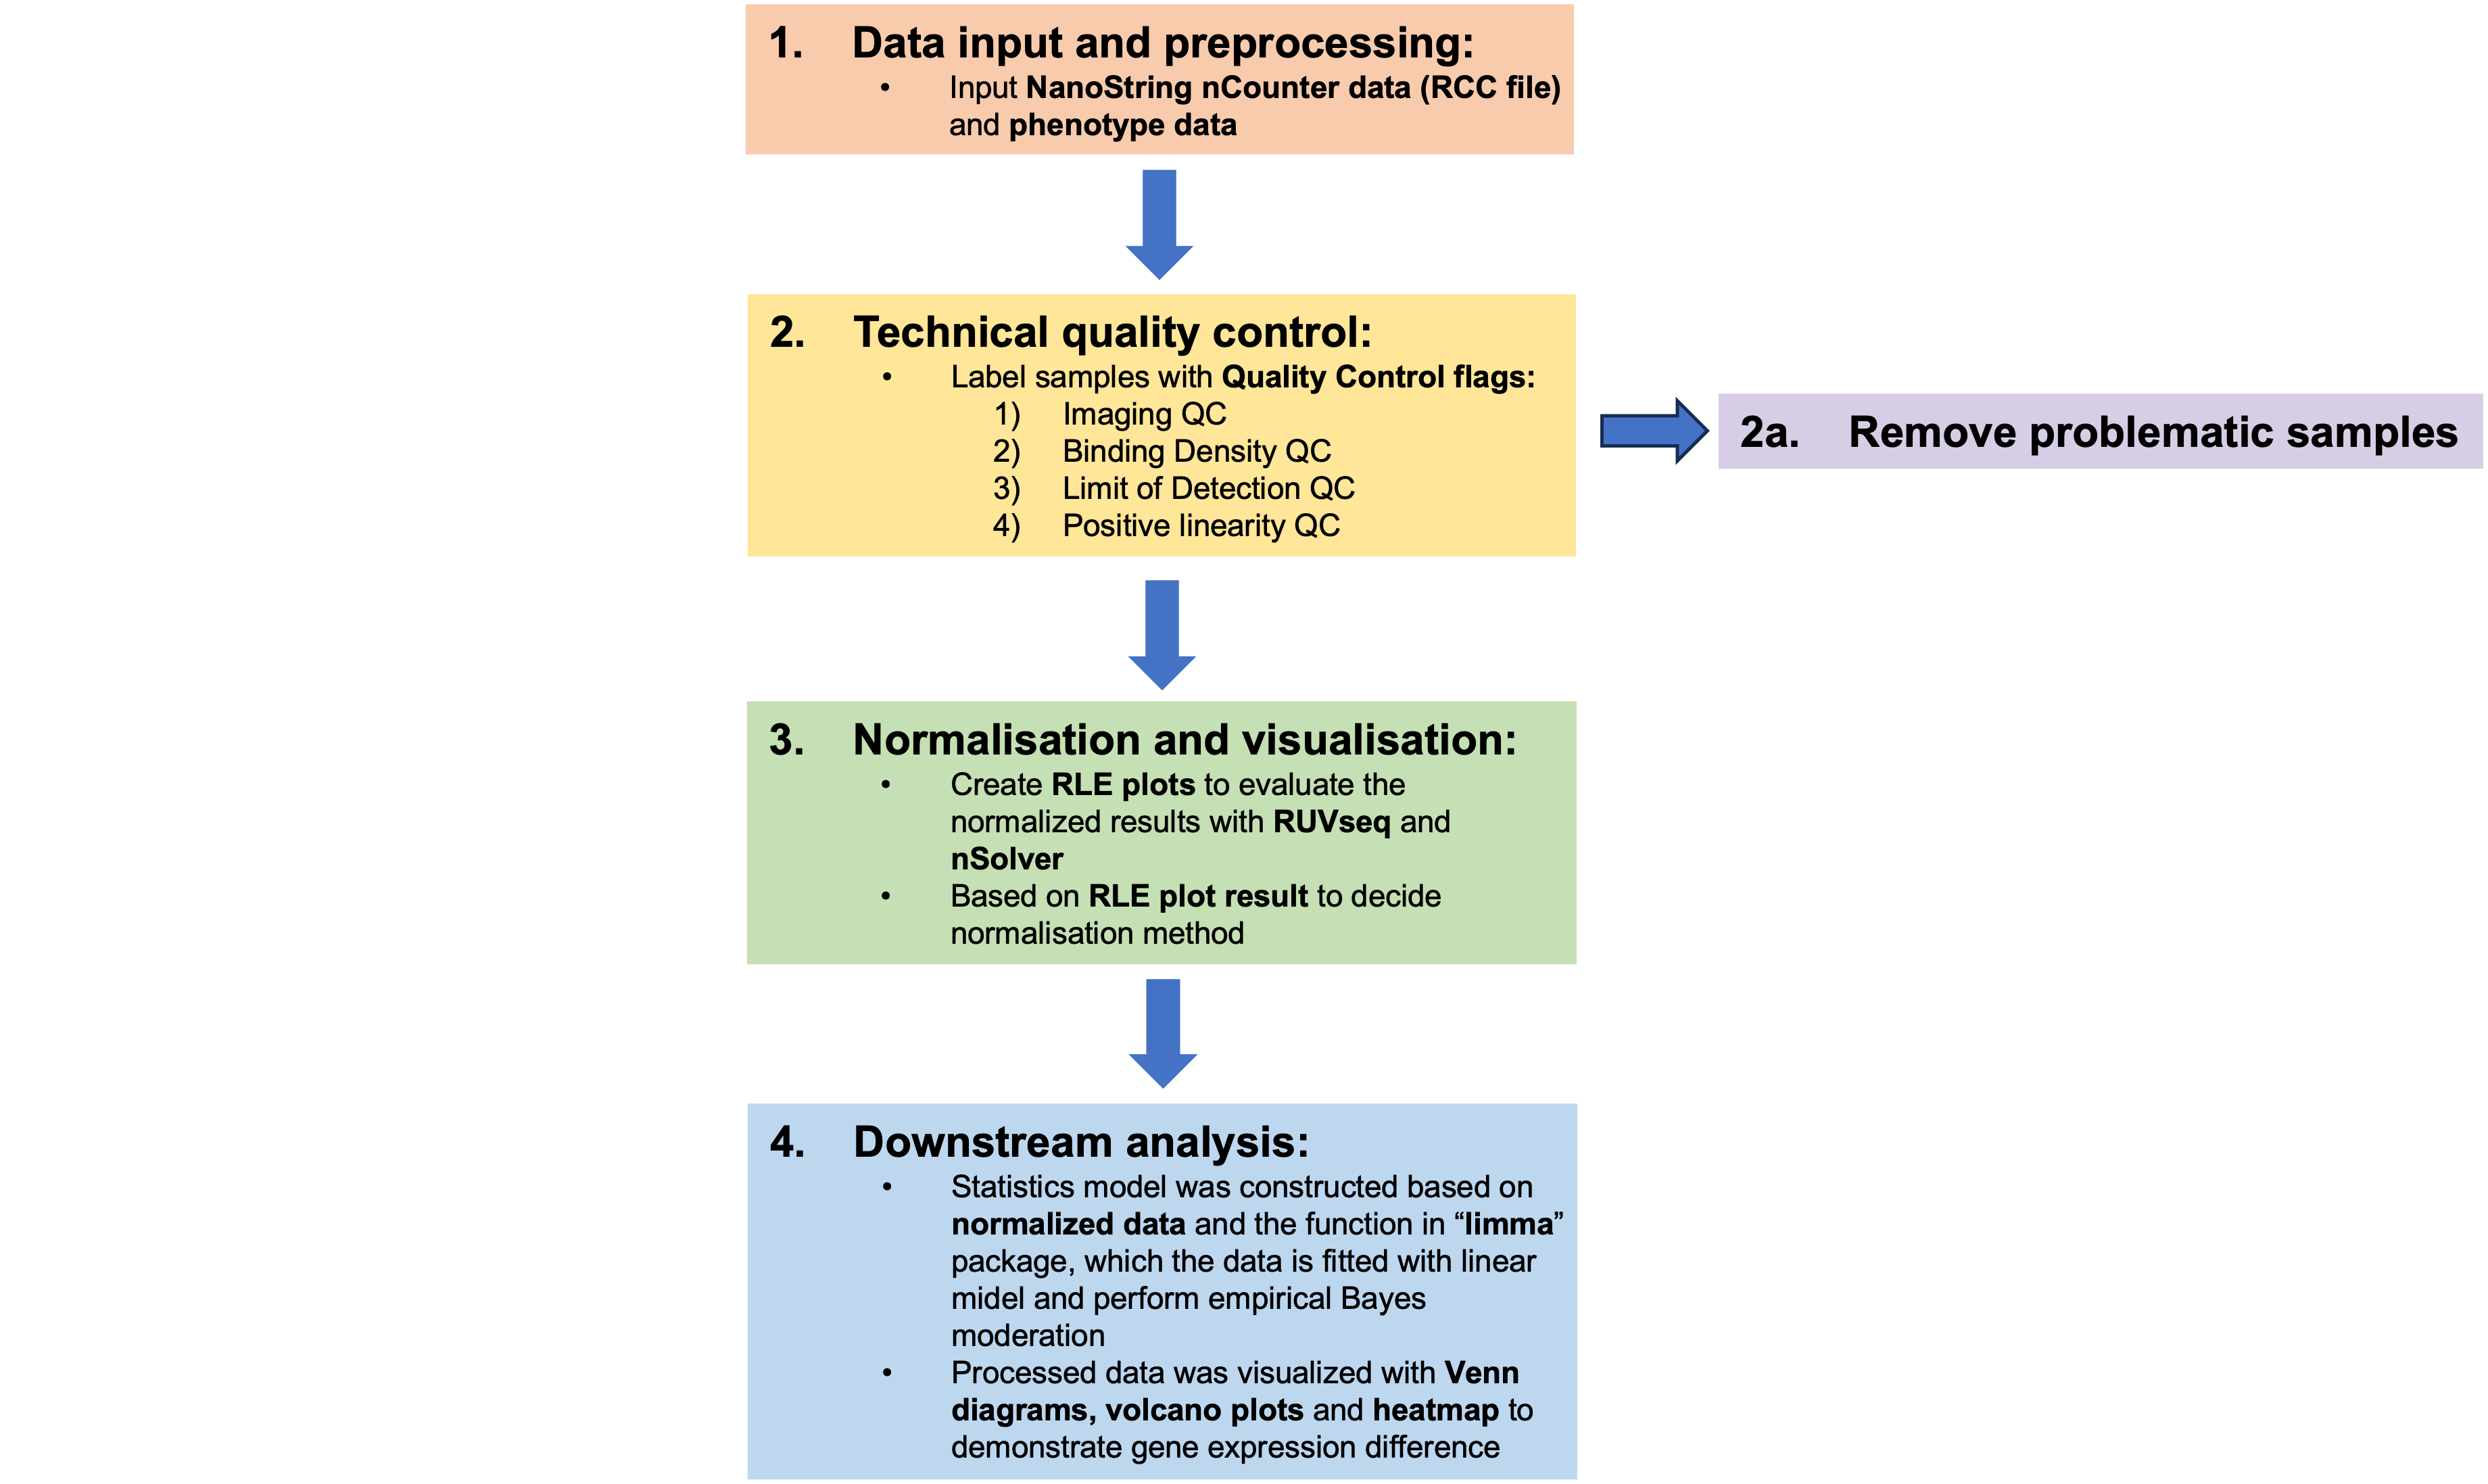 1. Data input and preprocessing:
• Input NanoString nCounter data (RCC file)
and phenotype data
2. Technical quality control:
• Label samples with Quality Control flags:
1) Imaging QC
2) Binding Density QC
3) Limit of Detection QC
4) Positive linearity QC
2a. Remove problematic samples
3. Normalisation and visualisation:
• Create RLE plots to evaluate the
normalized results with RUVseq and
nSolver
• Based on RLE plot result to decide
normalisation method
4. Downstream analysis:
• Statistics model was constructed based on
normalized data and the function in “limma”
package, which the data is fitted with linear
midel and perform empirical Bayes
moderation
• Processed data was visualized with Venn
diagrams, volcano plots and heatmap to
demonstrate gene expression difference